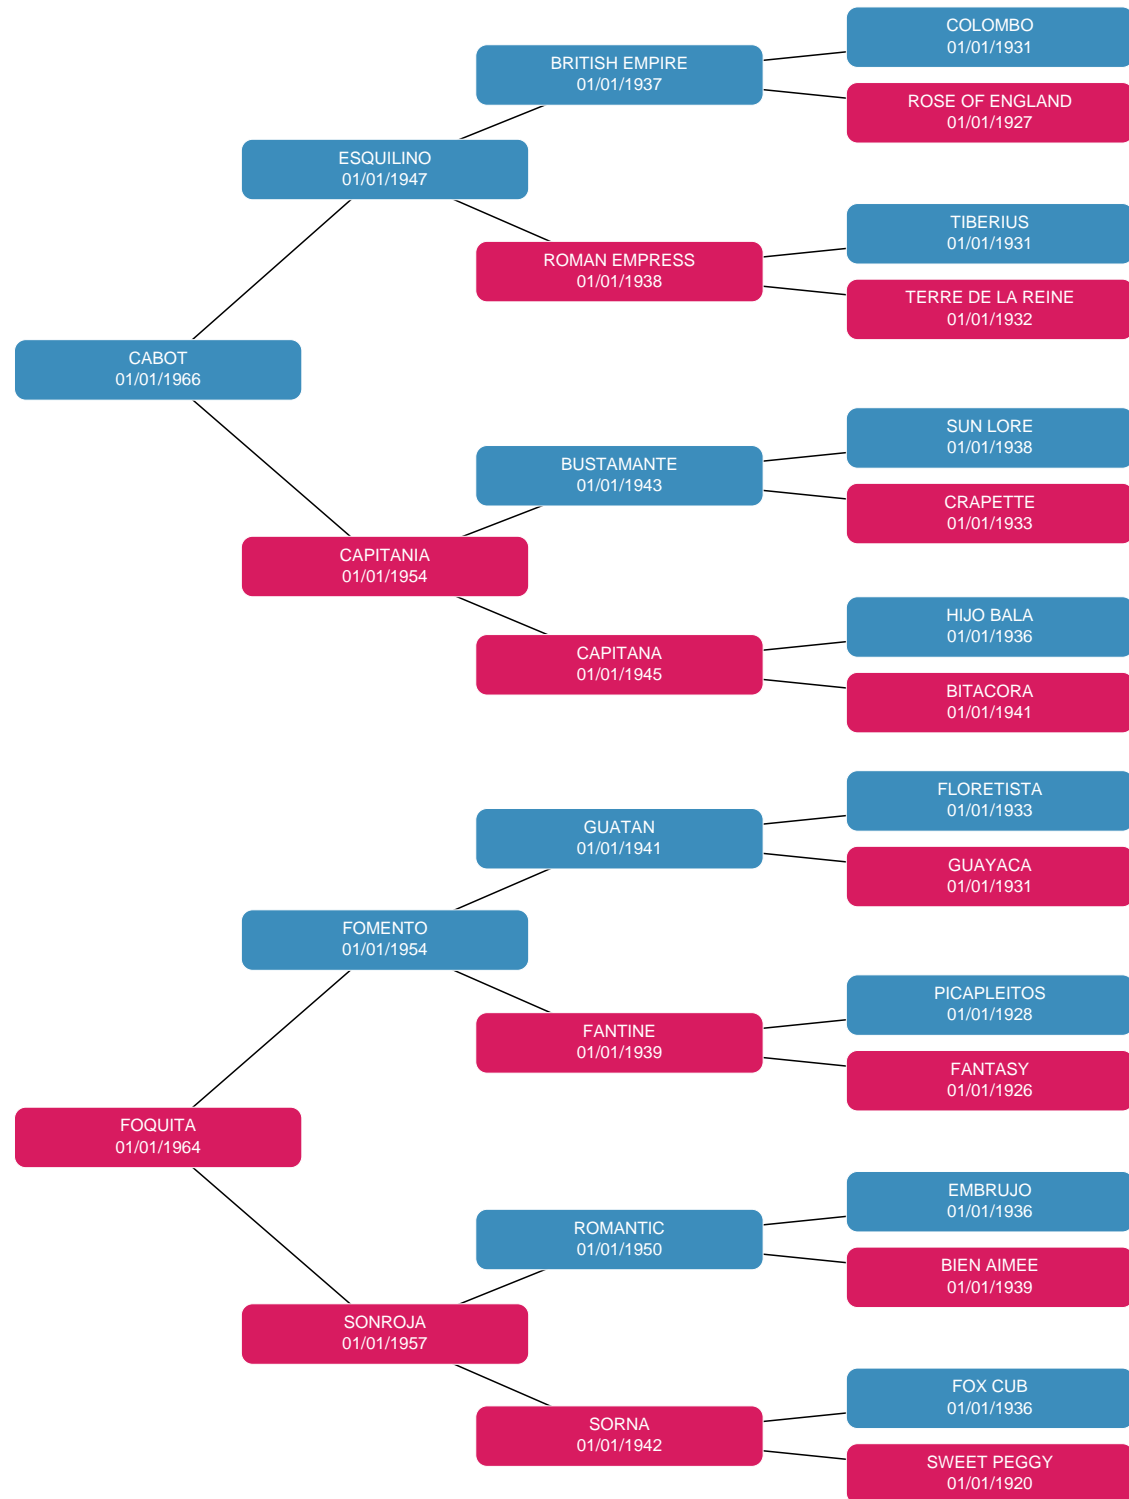 COLOMBO
01/01/1931
BRITISH EMPIRE
01/01/1937
ROSE OF ENGLAND
01/01/1927
ESQUILINO
01/01/1947
TIBERIUS
01/01/1931
ROMAN EMPRESS
01/01/1938
TERRE DE LA REINE
01/01/1932
CABOT
01/01/1966
SUN LORE
01/01/1938
BUSTAMANTE
01/01/1943
CRAPETTE
01/01/1933
CAPITANIA
01/01/1954
HIJO BALA
01/01/1936
CAPITANA
01/01/1945
BITACORA
01/01/1941
FLORETISTA
01/01/1933
GUATAN
01/01/1941
GUAYACA
01/01/1931
FOMENTO
01/01/1954
PICAPLEITOS
01/01/1928
FANTINE
01/01/1939
FANTASY
01/01/1926
FOQUITA
01/01/1964
EMBRUJO
01/01/1936
ROMANTIC
01/01/1950
BIEN AIMEE
01/01/1939
SONROJA
01/01/1957
FOX CUB
01/01/1936
SORNA
01/01/1942
SWEET PEGGY
01/01/1920